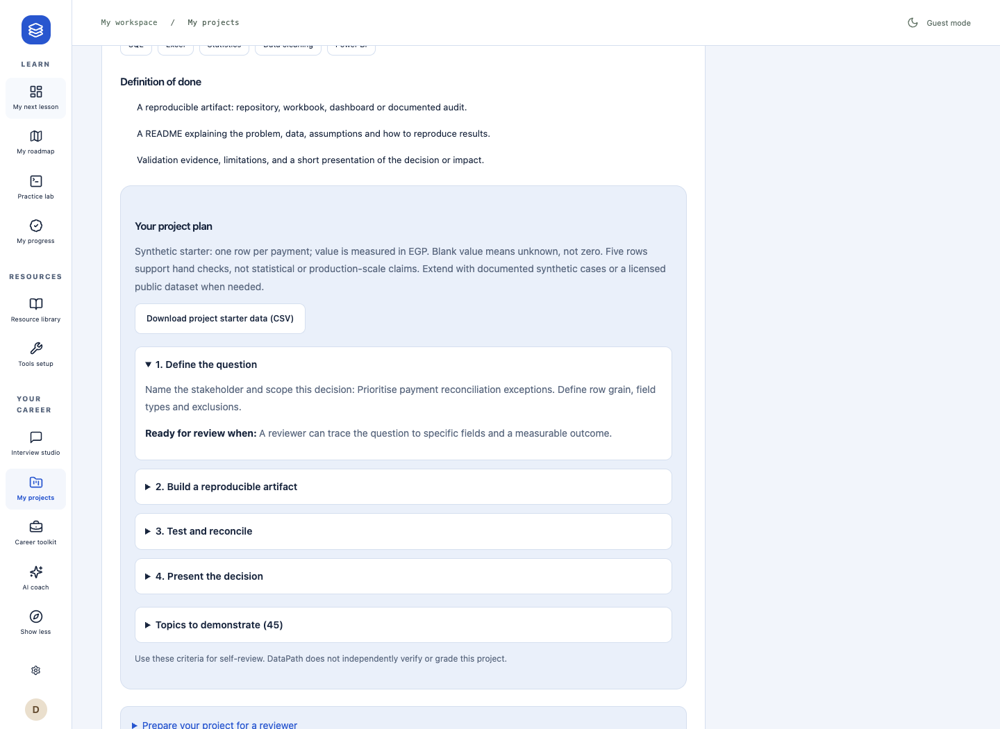 My workspace / My projects
Guest mode
LEARN
My next lesson
My roadmap
Practice lab
My progress
RESOURCES
Resource library
Tools setup
YOUR
CAREER
Interview studio
My projects
Career toolkit
AI coach
Show less
D
SQL Excel Statistics Data cleaning Power BI
Definition of done
A reproducible artifact: repository, workbook, dashboard or documented audit.
A README explaining the problem, data, assumptions and how to reproduce results.
Validation evidence, limitations, and a short presentation of the decision or impact.
Your project plan
Synthetic starter: one row per payment; value is measured in EGP. Blank value means unknown, not zero. Five rows
support hand checks, not statistical or production-scale claims. Extend with documented synthetic cases or a licensed
public dataset when needed.
Download project starter data (CSV)
1. Define the question
Name the stakeholder and scope this decision: Prioritise payment reconciliation exceptions. Define row grain, field
types and exclusions.
Ready for review when: A reviewer can trace the question to specific fields and a measurable outcome.
2. Build a reproducible artifact
3. Test and reconcile
4. Present the decision
Topics to demonstrate (45)
Use these criteria for self-review. DataPath does not independently verify or grade this project.
Prepare your project for a reviewer